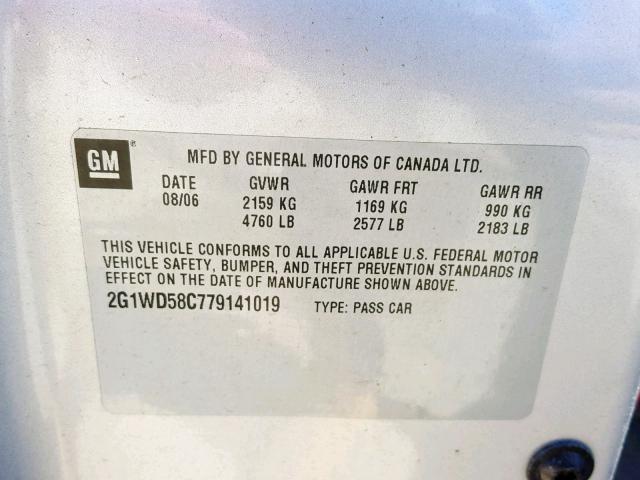 GM® MFD BY GENERAL MOTORS OF CANADA LTD.
DATE GVWR GAWR FRT GAWR RR
08/06 2159 KG 1169 KG 990 KG
4760 LB 2577 LB 2183 LB
THIS VEHICLE CONFORMS TO ALL APPLICABLE U.S. FEDERAL MOTOR
VEHICLE SAFETY, BUMPER, AND THEFT PREVENTION STANDARDS IN
EFFECT ON THE DATE OF MANUFACTURE SHOWN ABOVE.
2G1WD58C779141019 TYPE: PASS CAR